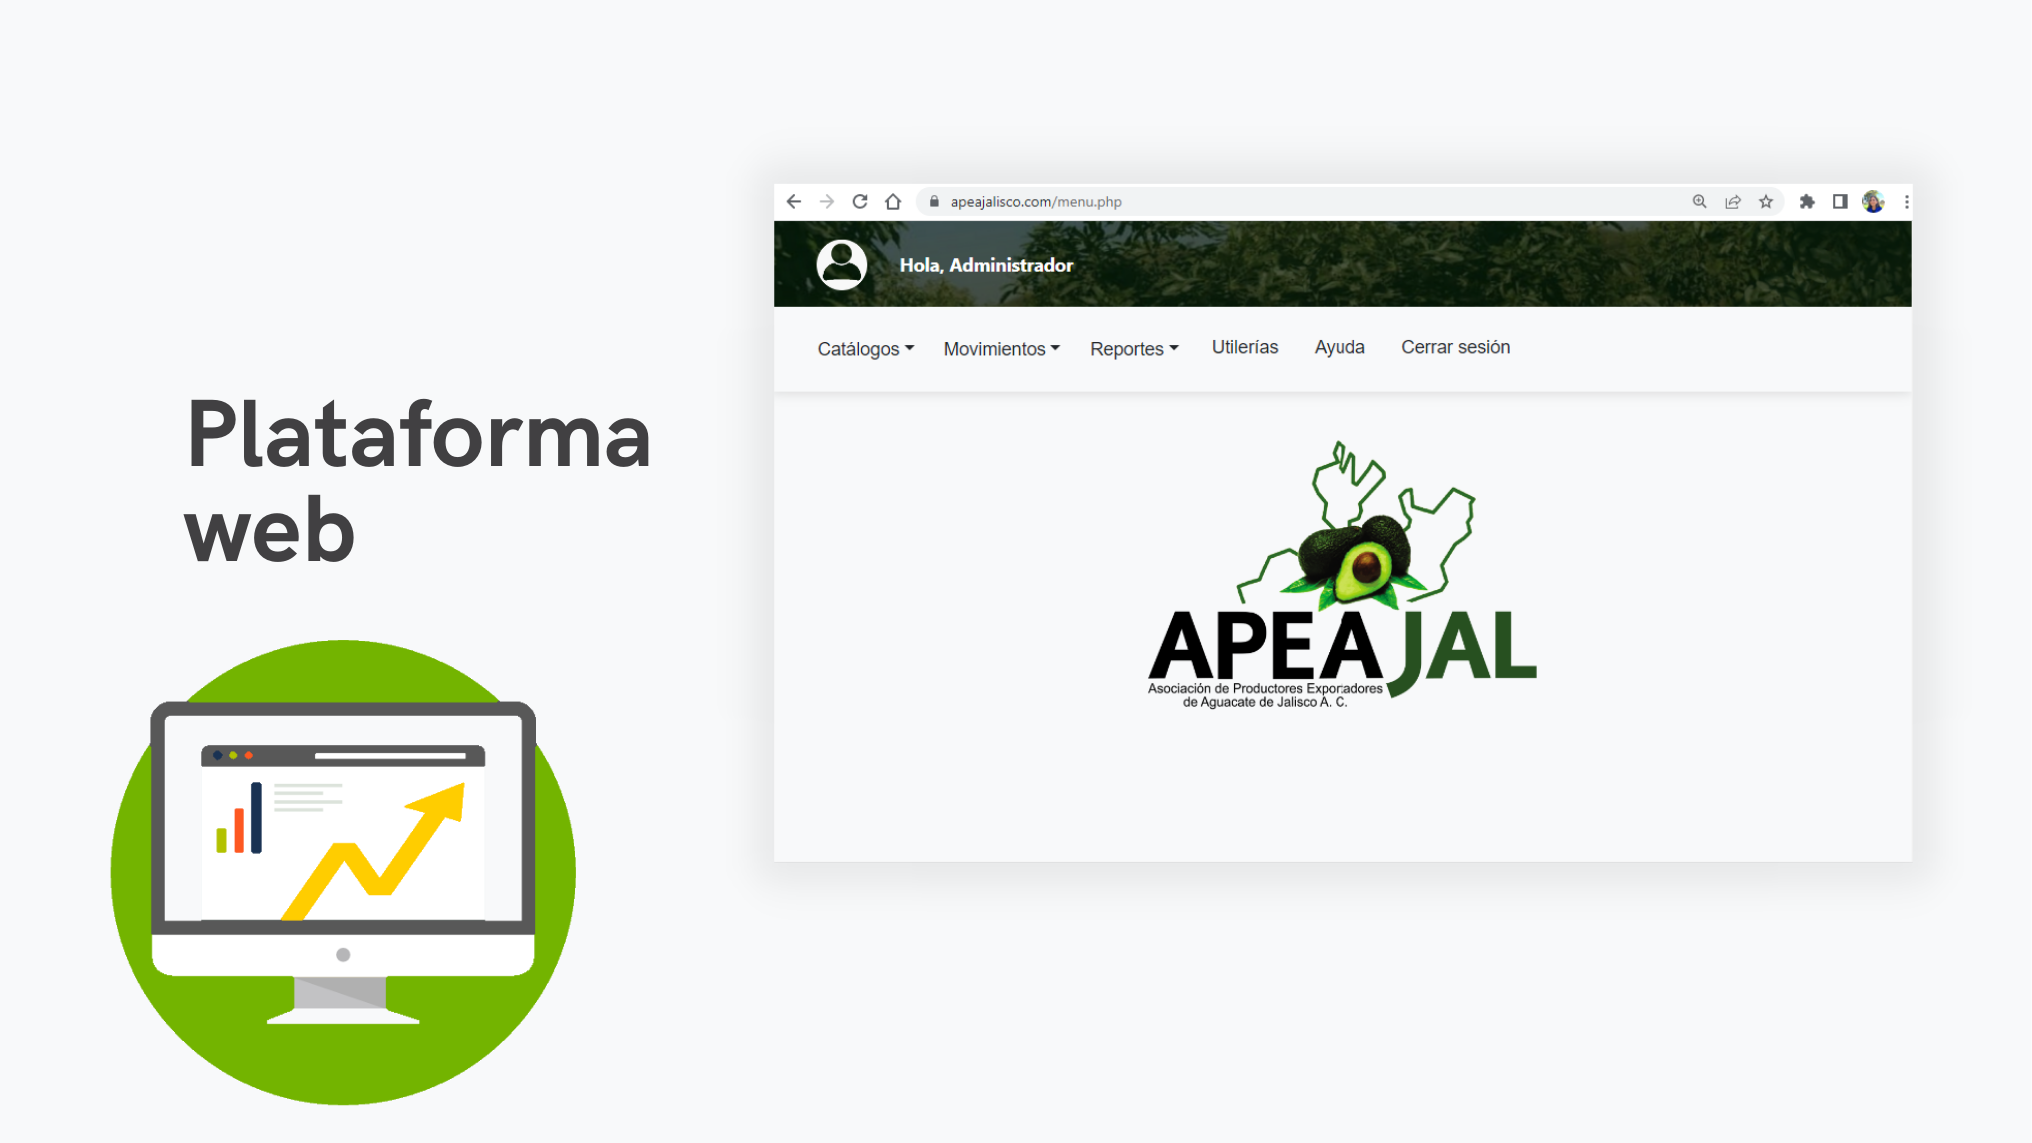 Plataforma
web
apeajalisco.com/menu.php
Hola, Administrador
Catálogos Movimientos Reportes Utilerías Ayuda Cerrar sesión
APEAJAL
Asociación de Productores Exportadores
de Aguacate de Jalisco A. C.